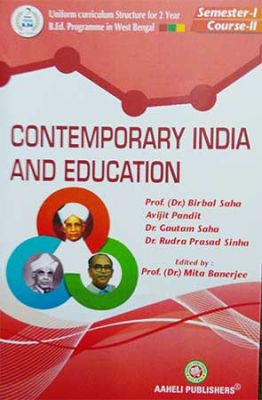 Uniform curriculum Structure for 2 Year
B.Ed. Programme in West Bengal
Semester-I
Course-II
CONTEMPORARY INDIA
AND EDUCATION
Prof. (Dr.) Birbal Saha
Avijit Pandit
Dr. Gautam Saha
Dr. Rudra Prasad Sinha
Edited by :
Prof. (Dr.) Mita Banerjee
AAHELI PUBLISHERS